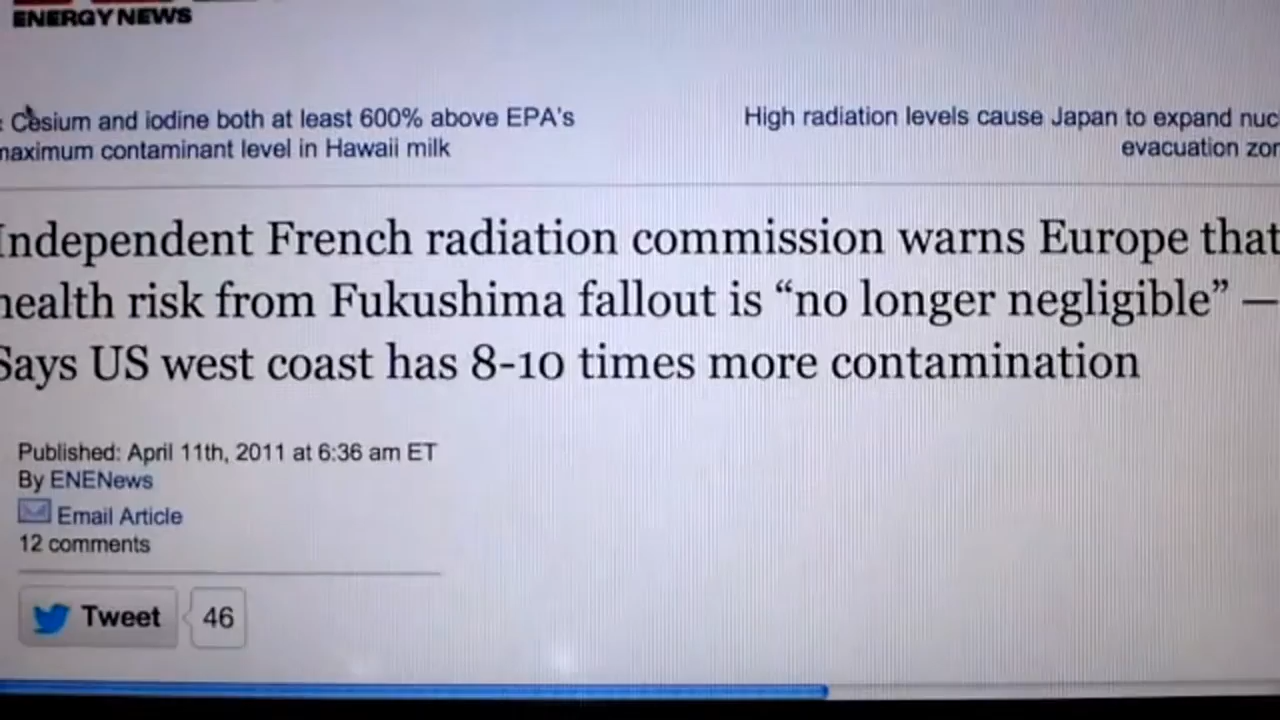 ENERGY NEWS
Cesium and iodine both at least 600% above EPA's
maximum contaminant level in Hawaii milk
High radiation levels cause Japan to expand nuc
evacuation zon
Independent French radiation commission warns Europe that
health risk from Fukushima fallout is “no longer negligible” —
Says US west coast has 8-10 times more contamination
Published: April 11th, 2011 at 6:36 am ET
By ENENews
Email Article
12 comments
Tweet 46